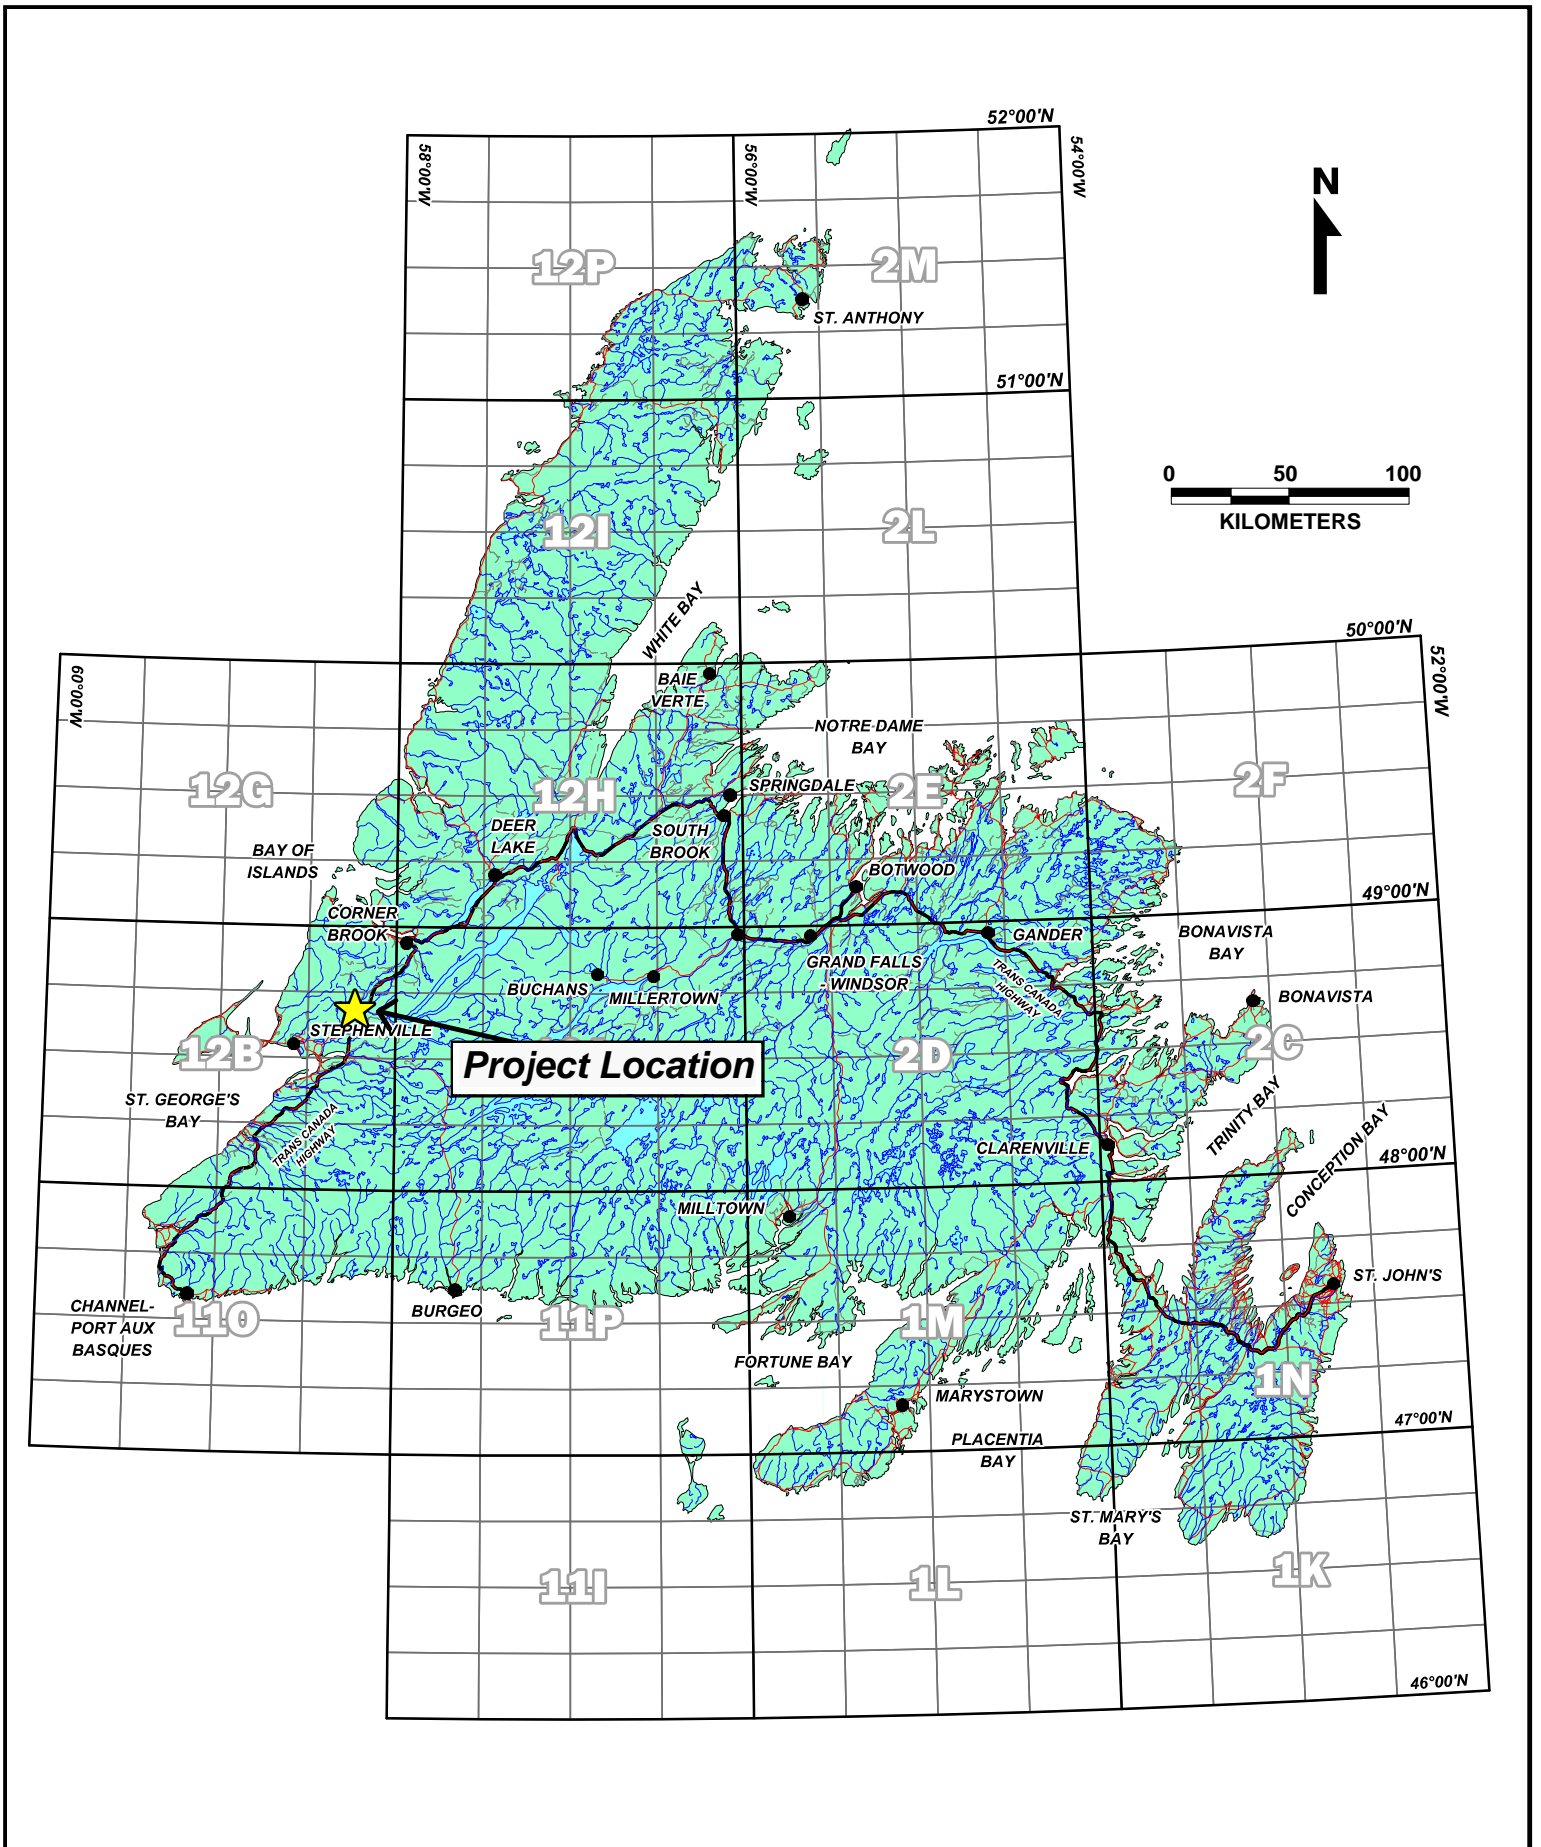 52°00'N
58°00'W
56°00'W
54°00'W
N
12P
2M
ST. ANTHONY
51°00'N
0 50 100
KILOMETERS
12I
2L
WHITE BAY
50°00'N
60°00'W
52°00'W
BAIE
VERTE
NOTRE DAME
BAY
12G
12H
SPRINGDALE
2E
2F
DEER
LAKE
SOUTH
BROOK
BAY OF
ISLANDS
BOTWOOD
49°00'N
CORNER
BROOK
GANDER
BONAVISTA
BAY
GRAND FALLS
- WINDSOR
TRANS CANADA
HIGHWAY
BUCHANS
MILLERTOWN
BONAVISTA
STEPHENVILLE
12B
Project Location
2D
2C
ST. GEORGE'S
BAY
TRANS CANADA
HIGHWAY
TRINITY BAY
CONCEPTION BAY
CLARENVILLE
48°00'N
MILLTOWN
ST. JOHN'S
CHANNEL-
PORT AUX
BASQUES
11O
BURGEO
11P
1M
FORTUNE BAY
1N
MARYSTOWN
47°00'N
PLACENTIA
BAY
ST. MARY'S
BAY
11I
1L
1K
46°00'N